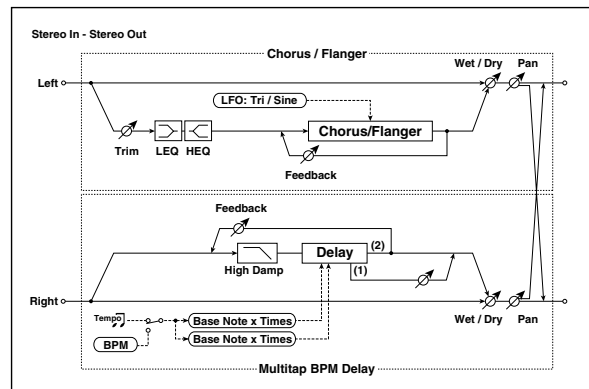 Stereo In - Stereo Out
Chorus / Flanger
Wet / Dry
Pan
Left
LFO: Tri / Sine
Chorus/Flanger
Trim
LEQ
HEQ
Feedback
Feedback
Delay
(2)
(1)
High Damp
Right
Wet / Dry
Pan
Tempo
Base Note x Times
BPM
Base Note x Times
Multitap BPM Delay